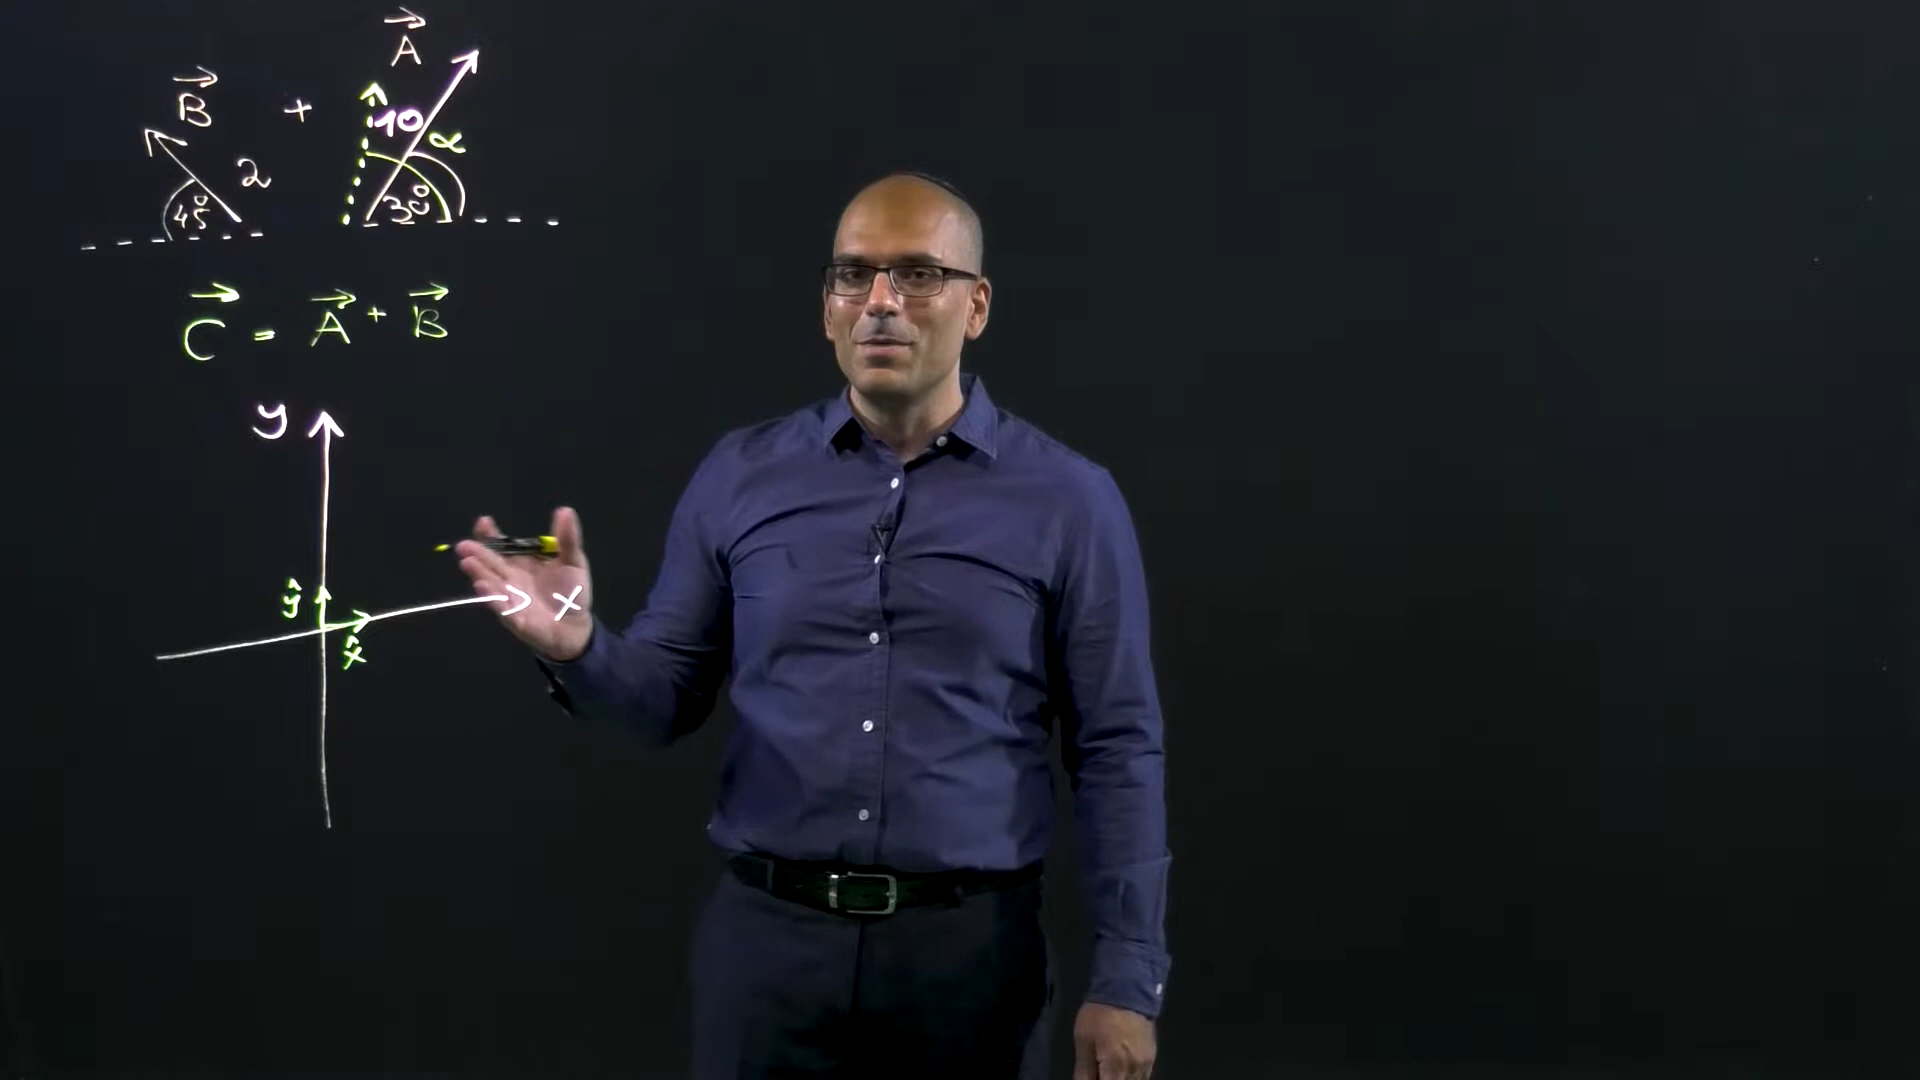 B⃗ + A⃗
2 10 α
45° 30°
C⃗ = A⃗ + B⃗
y
x
ŷ
x̂